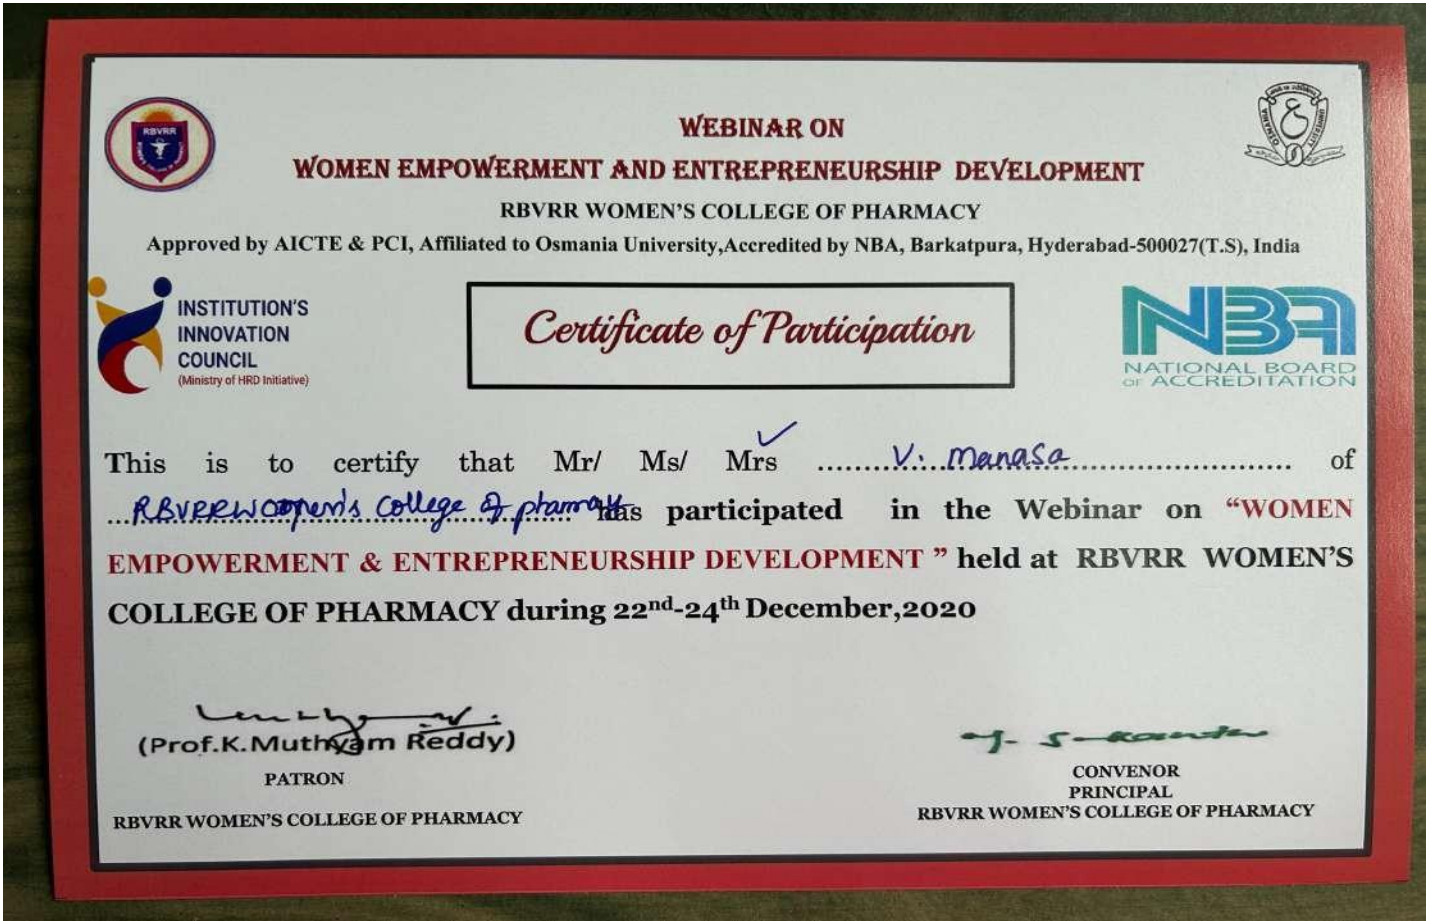 WEBINAR ON
WOMEN EMPOWERMENT AND ENTREPRENEURSHIP DEVELOPMENT
RBVRR WOMEN'S COLLEGE OF PHARMACY
Approved by AICTE & PCI, Affiliated to Osmania University,Accredited by NBA, Barkatpura, Hyderabad-500027(T.S), India
RBVRR
INSTITUTION'S
INNOVATION
COUNCIL
(Ministry of HRD Initiative)
Certificate of Participation
NBA
NATIONAL BOARD
OF ACCREDITATION
This is to certify that Mr/ Ms/ Mrs V. Manasa of
RBVRR Women's College of pharmacy has participated in the Webinar on “WOMEN
EMPOWERMENT & ENTREPRENEURSHIP DEVELOPMENT ” held at RBVRR WOMEN'S
COLLEGE OF PHARMACY during 22nd-24th December,2020
(Prof.K.Muthyam Reddy)
PATRON
RBVRR WOMEN'S COLLEGE OF PHARMACY
CONVENOR
PRINCIPAL
RBVRR WOMEN'S COLLEGE OF PHARMACY